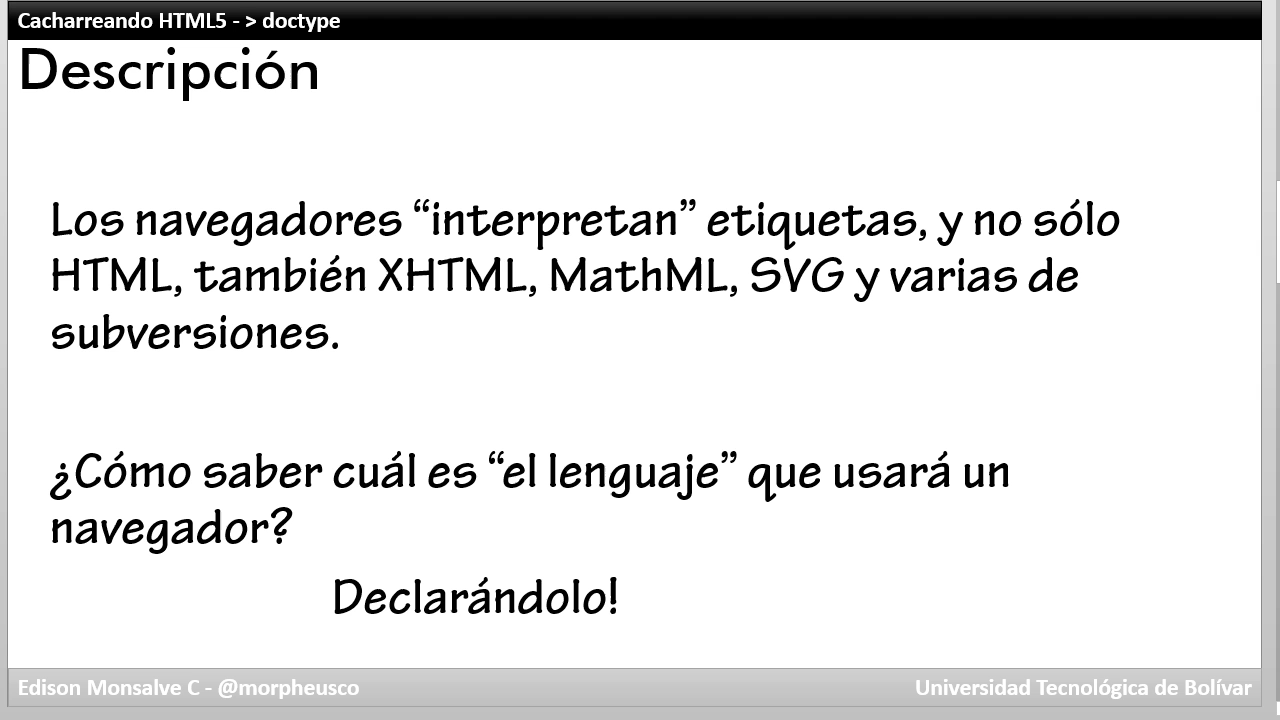 Cacharreando HTML5 - > doctype
Descripción
Los navegadores “interpretan” etiquetas, y no sólo
HTML, también XHTML, MathML, SVG y varias de
subversiones.
¿Cómo saber cuál es “el lenguaje” que usará un
navegador?
Declarándolo!
Edison Monsalve C - @morpheusco
Universidad Tecnológica de Bolívar